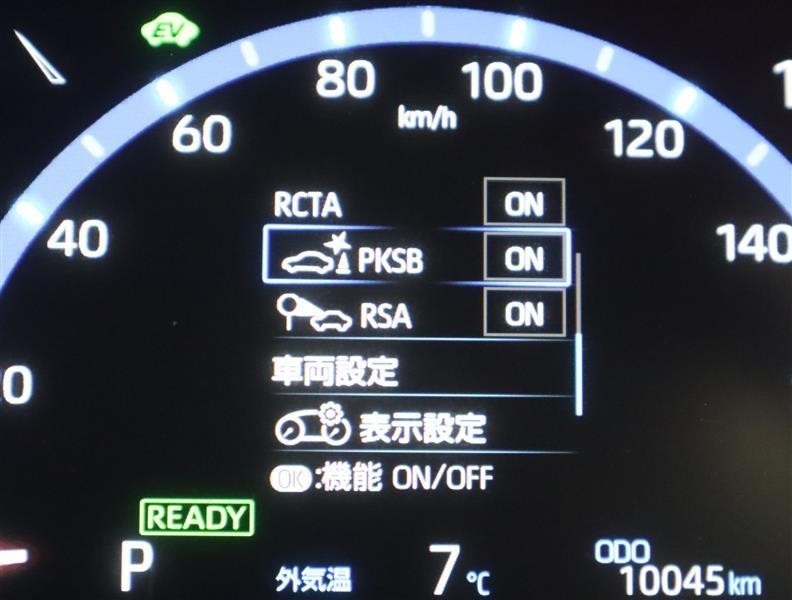 EV
80
100
km/h
60
120
40
140
RCTA ON
PKSB ON
RSA ON
車両設定
表示設定
OK:機能 ON/OFF
READY
P
外気温 7℃
ODO
10045km